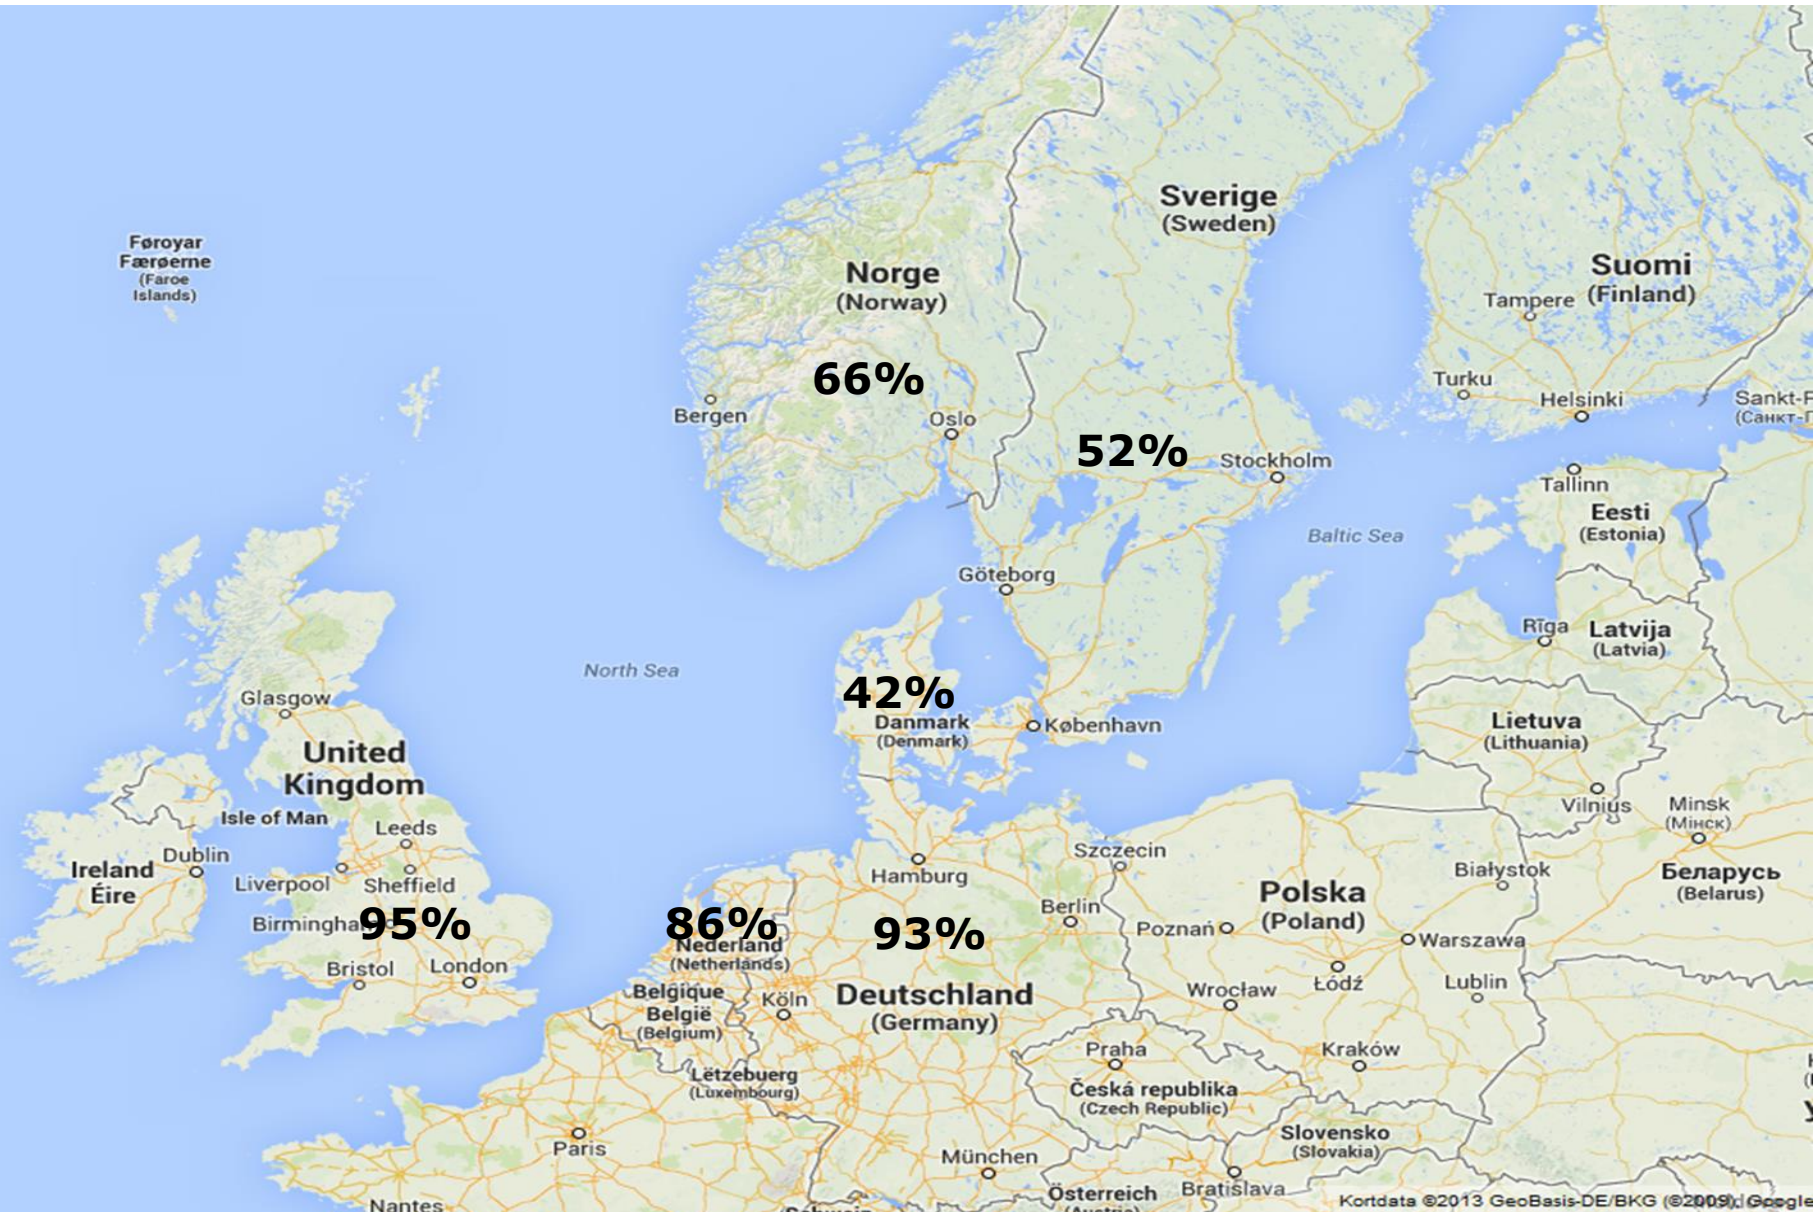 Sverige
(Sweden)
Føroyar
Færøerne
(Faroe
Islands)
Norge
(Norway)
Suomi
(Finland)
Tampere
66%
Bergen
Oslo
Turku
Helsinki
52%
Stockholm
Tallinn
Eesti
(Estonia)
Baltic Sea
Göteborg
Rīga
Latvija
(Latvia)
North Sea
42%
Danmark
(Denmark)
København
Glasgow
United
Kingdom
Lietuva
(Lithuania)
Vilnius
Minsk
(Мінск)
Isle of Man
Leeds
Ireland
Éire
Dublin
Liverpool
Sheffield
Hamburg
Szczecin
Białystok
Беларусь
(Belarus)
95%
86%
93%
Nederland
(Netherlands)
Berlin
Polska
(Poland)
Poznań
Warszawa
Bristol
London
Belgique
België
(Belgium)
Köln
Deutschland
(Germany)
Wrocław
Łódź
Lublin
Lëtzebuerg
(Luxembourg)
Praha
Kraków
Česká republika
(Czech Republic)
Paris
Slovensko
(Slovakia)
München
Österreich
Bratislava
Nantes
Kortdata ©2013 GeoBasis-DE/BKG (©2009), Google